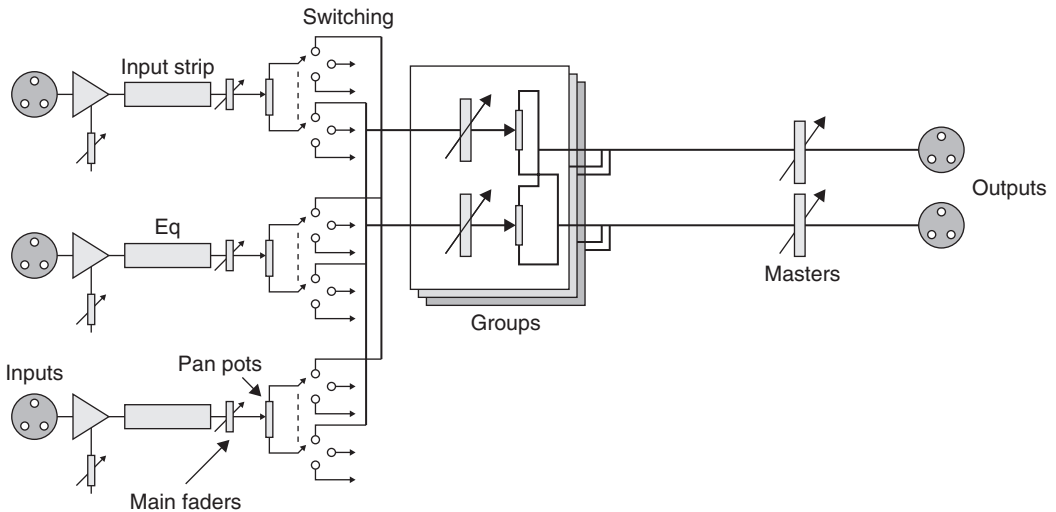 Switching
Input strip
Outputs
Eq
Masters
Groups
Pan pots
Inputs
Main faders